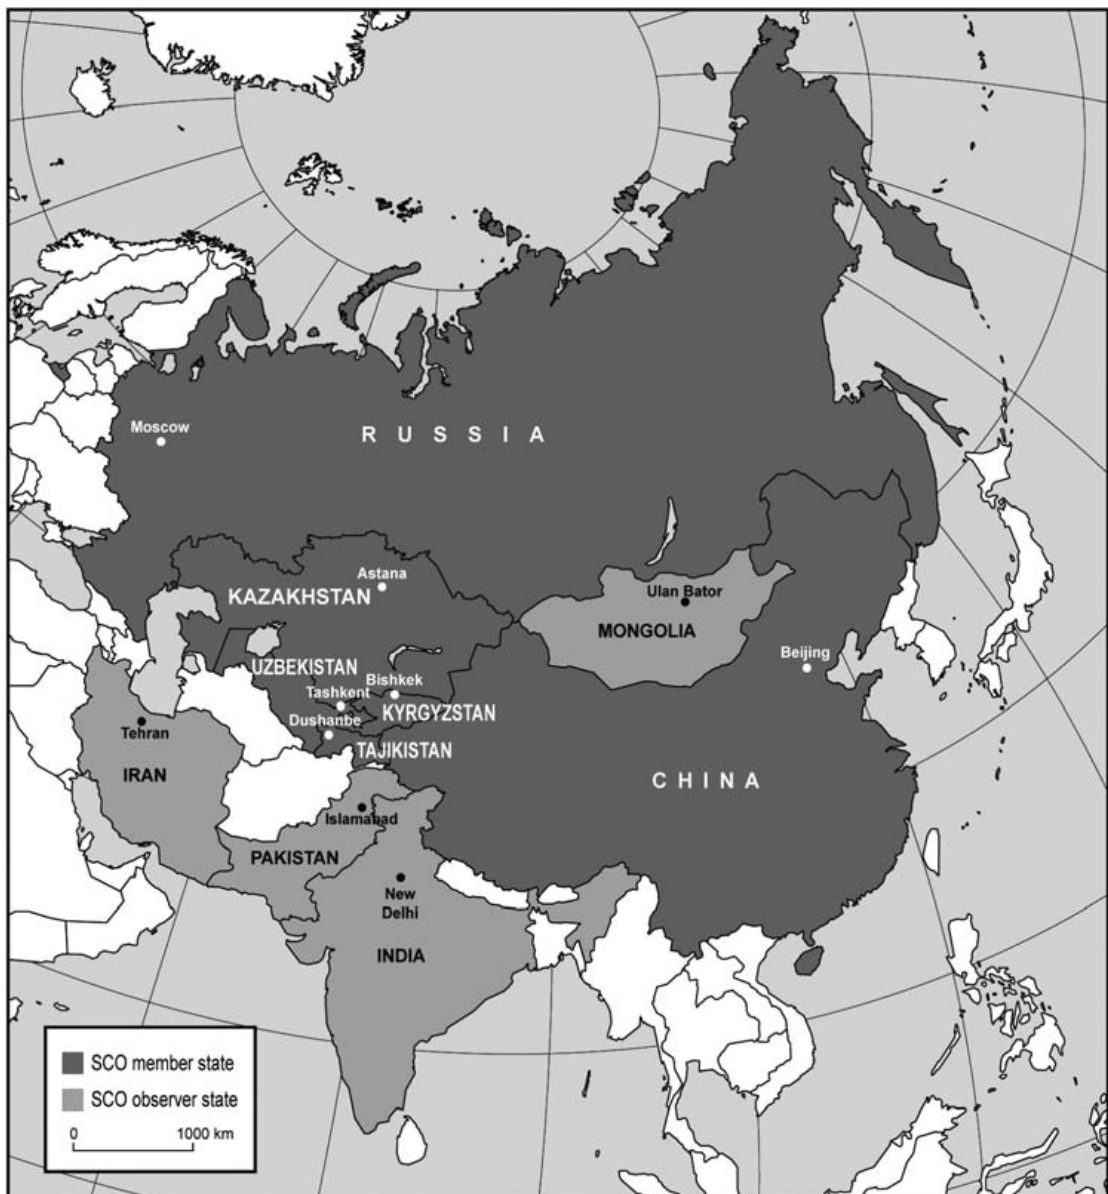 Moscow
R U S S I A
Astana
KAZAKHSTAN
Ulan Bator
MONGOLIA
Beijing
UZBEKISTAN
Bishkek
Tashkent
KYRGYZSTAN
Dushanbe
TAJIKISTAN
Tehran
IRAN
C H I N A
Islamabad
PAKISTAN
New
Delhi
INDIA
SCO member state
SCO observer state
0 1000 km